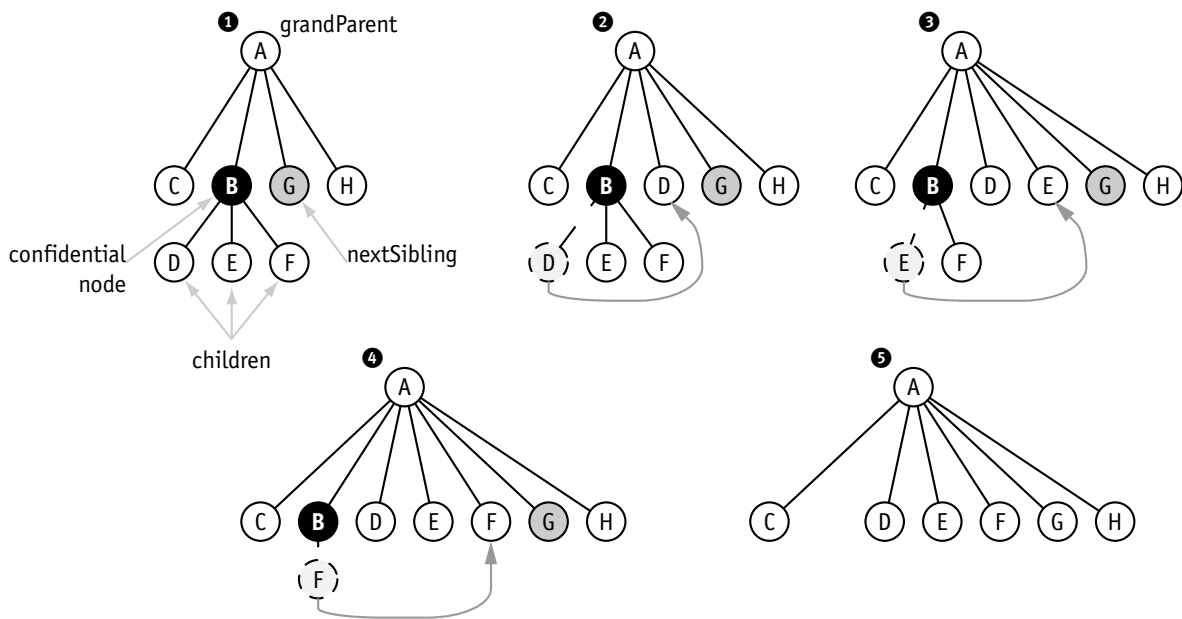 ❶ grandParent
A
C B G H
confidential
node
D E F
nextSibling
children
❷
A
C B D G H
D E F
❸
A
C B D E G H
E F
❹
A
C B D E F G H
F
❺
A
C D E F G H